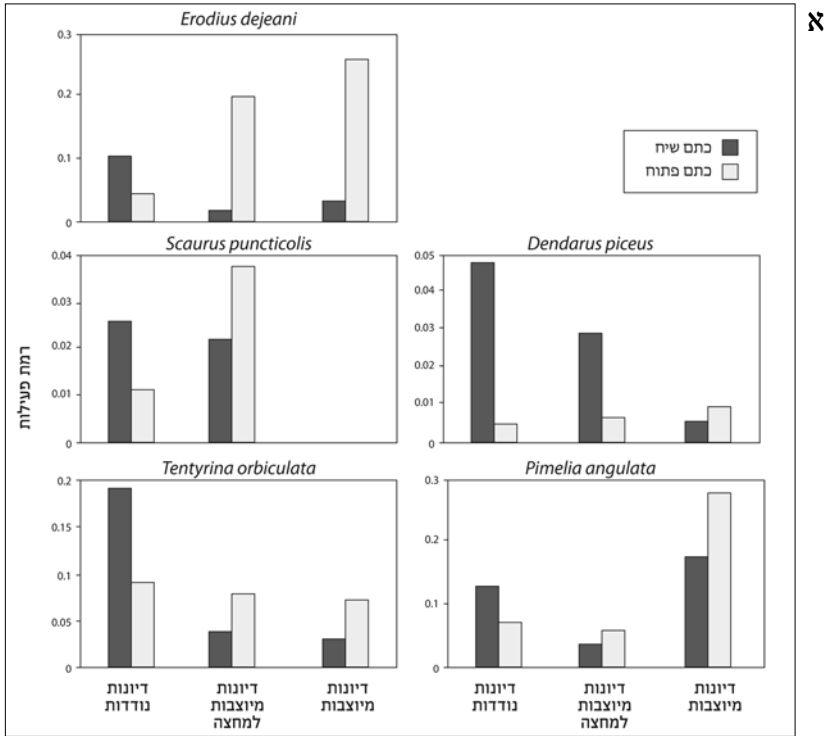 א
Erodius dejeani
0.3
0.2
0.1
0
כתם שיח
כתם פתוח
Scaurus puncticolis
0.04
0.03
0.02
0.01
0
Dendarus piceus
0.05
0.04
0.03
0.02
0.01
0
רמת פעילות
Tentyrina orbiculata
0.2
0.15
0.1
0.05
0
Pimelia angulata
0.3
0.2
0.1
0
דיונות
נודדות
דיונות
מיוצבות
למחצה
דיונות
מיוצבות
דיונות
נודדות
דיונות
מיוצבות
למחצה
דיונות
מיוצבות